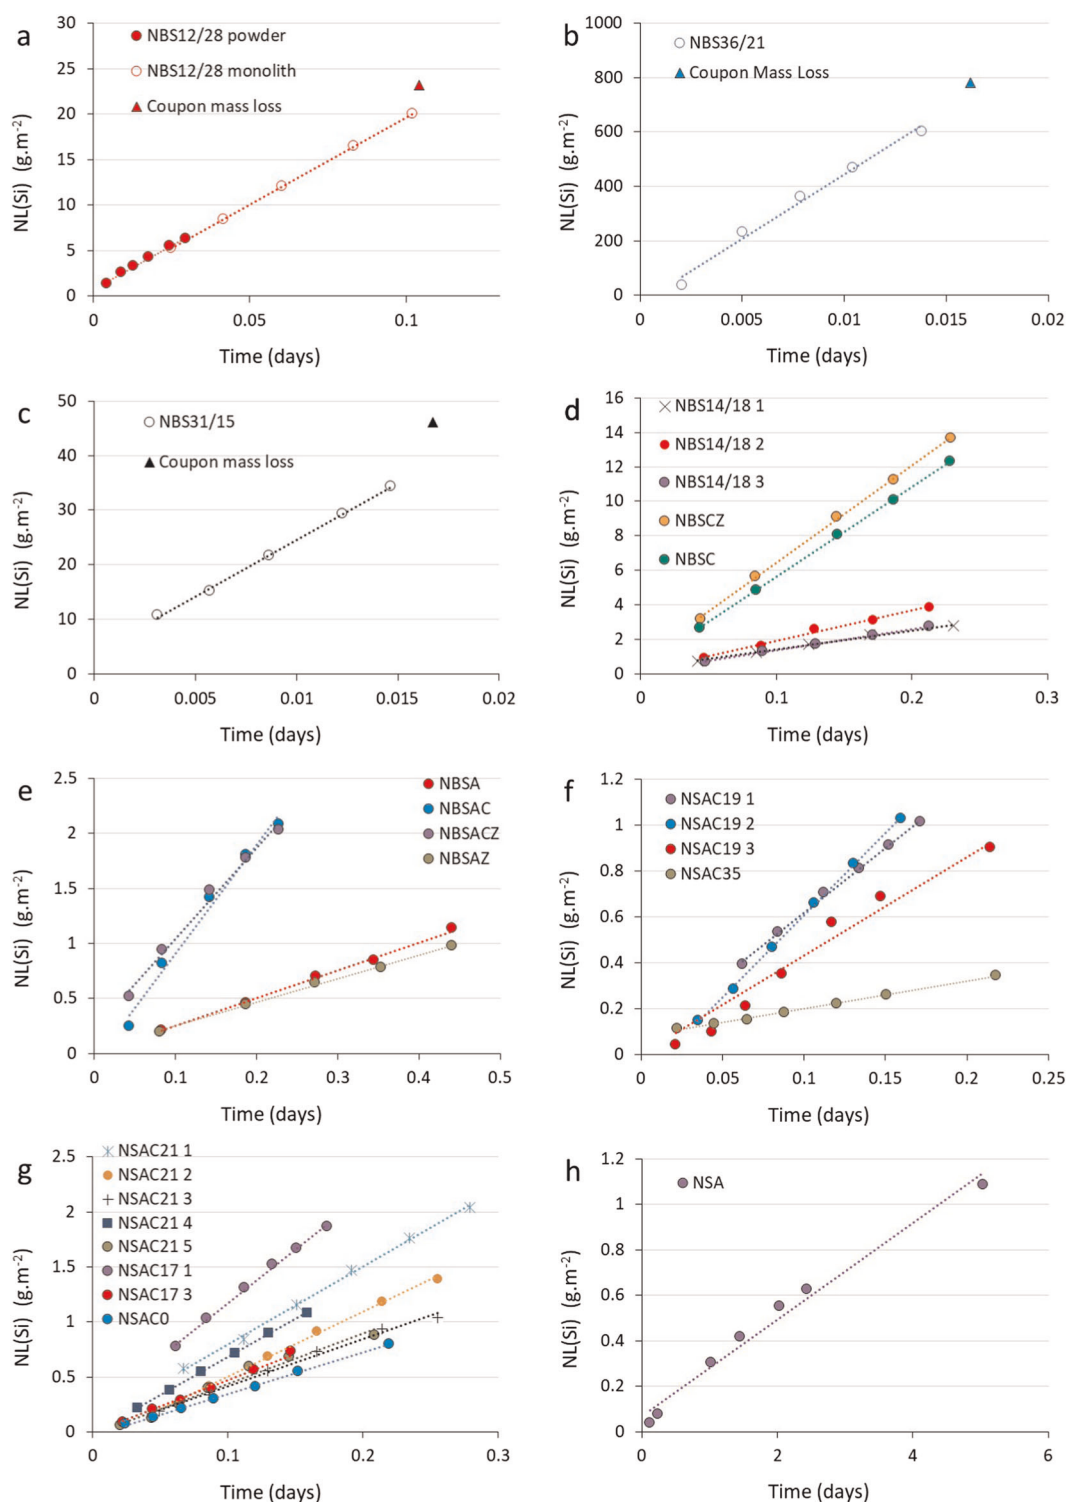 a
NBS12/28 powder
NBS12/28 monolith
Coupon mass loss
30
25
20
15
10
5
0
NL(Si) (g.m-2)
0
0.05
0.1
Time (days)
b
NBS36/21
Coupon Mass Loss
1000
800
600
400
200
0
NL(Si) (g.m-2)
0
0.005
0.01
0.015
0.02
Time (days)
c
NBS31/15
Coupon mass loss
50
40
30
20
10
0
NL(Si) (g.m-2)
0
0.005
0.01
0.015
0.02
Time (days)
d
NBS14/18 1
NBS14/18 2
NBS14/18 3
NBSCZ
NBSC
16
14
12
10
8
6
4
2
0
NL(Si) (g.m-2)
0
0.1
0.2
0.3
Time (days)
e
NBSA
NBSAC
NBSACZ
NBSAZ
2.5
2
1.5
1
0.5
0
NL(Si) (g.m-2)
0
0.1
0.2
0.3
0.4
0.5
Time (days)
f
NSAC19 1
NSAC19 2
NSAC19 3
NSAC35
1.2
1
0.8
0.6
0.4
0.2
0
NL(Si) (g.m-2)
0
0.05
0.1
0.15
0.2
0.25
Time (days)
g
NSAC21 1
NSAC21 2
NSAC21 3
NSAC21 4
NSAC21 5
NSAC17 1
NSAC17 3
NSAC0
2.5
2
1.5
1
0.5
0
NL(Si) (g.m-2)
0
0.1
0.2
0.3
Time (days)
h
NSA
1.2
1
0.8
0.6
0.4
0.2
0
NL(Si) (g.m-2)
0
2
4
6
Time (days)